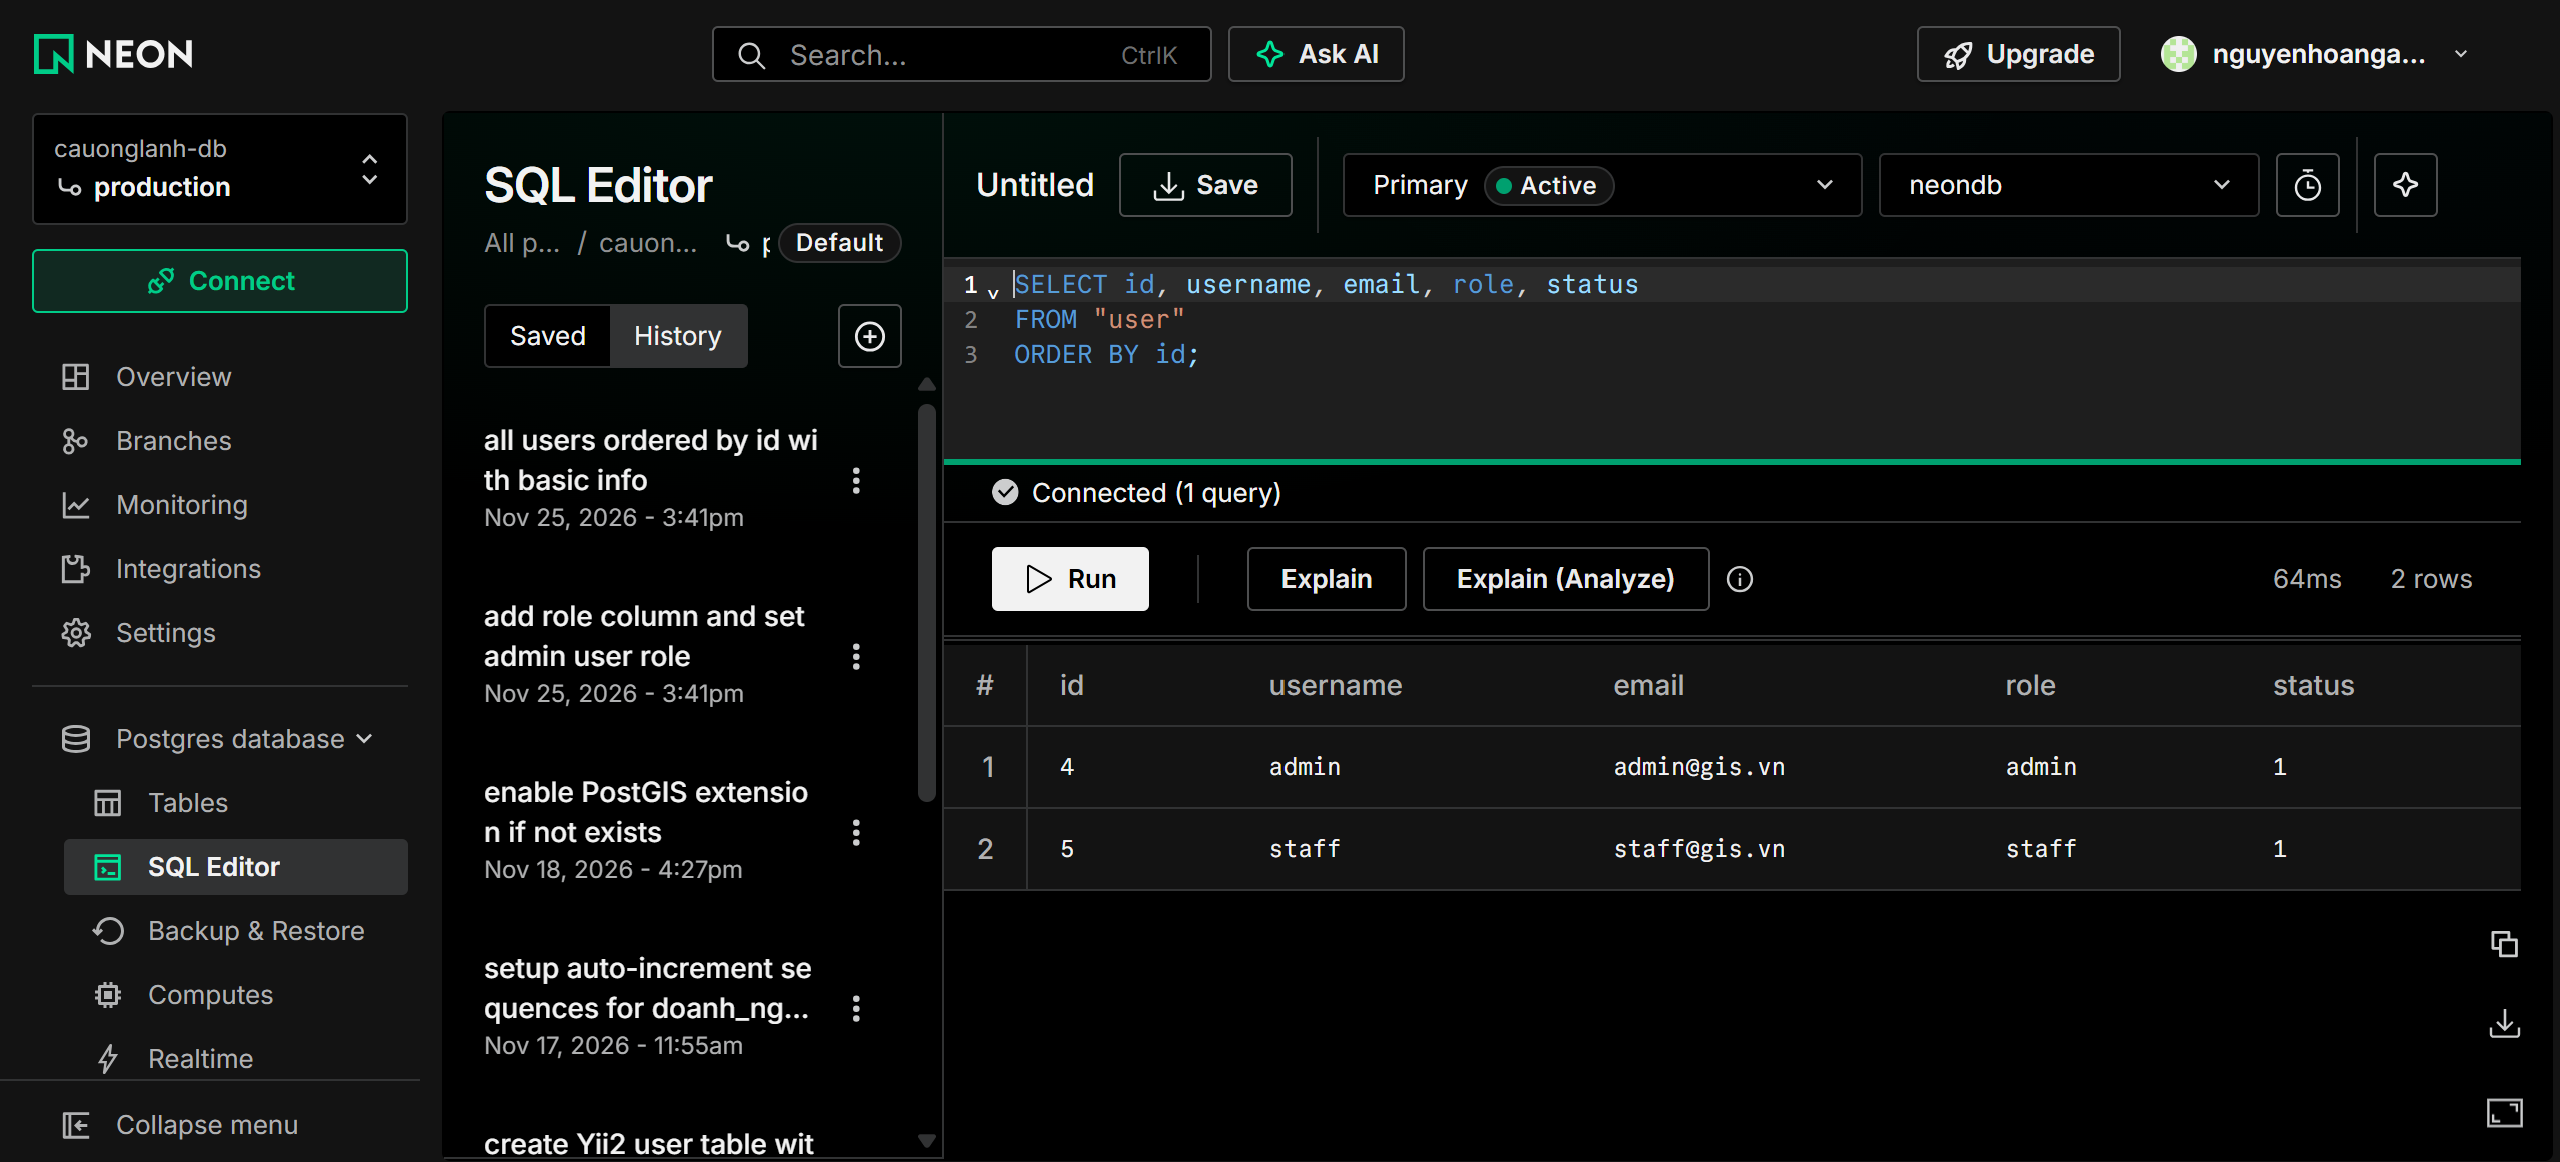 NEON
Search...
CtrlK
Ask AI
Upgrade
nguyenhoanga...
cauonglanh-db
production
Connect
Overview
Branches
Monitoring
Integrations
Settings
Postgres database
Tables
SQL Editor
Backup & Restore
Computes
Realtime
Collapse menu
SQL Editor
All p... / cauon... Default
Saved
History
all users ordered by id wi
th basic info
Nov 25, 2026 - 3:41pm
add role column and set
admin user role
Nov 25, 2026 - 3:41pm
enable PostGIS extensio
n if not exists
Nov 18, 2026 - 4:27pm
setup auto-increment se
quences for doanh_ng...
Nov 17, 2026 - 11:55am
create Yii2 user table wit
Untitled
Save
Primary Active
neondb
1 SELECT id, username, email, role, status
2 FROM "user"
3 ORDER BY id;
Connected (1 query)
Run
Explain
Explain (Analyze)
64ms
2 rows
# id username email role status
1 4 admin admin@gis.vn admin 1
2 5 staff staff@gis.vn staff 1